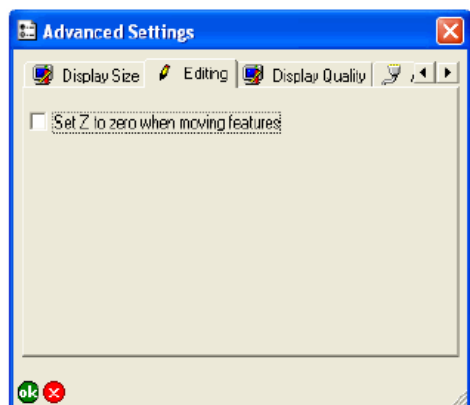 Advanced Settings
Display Size Editing Display Quality
Set Z to zero when moving features
ok